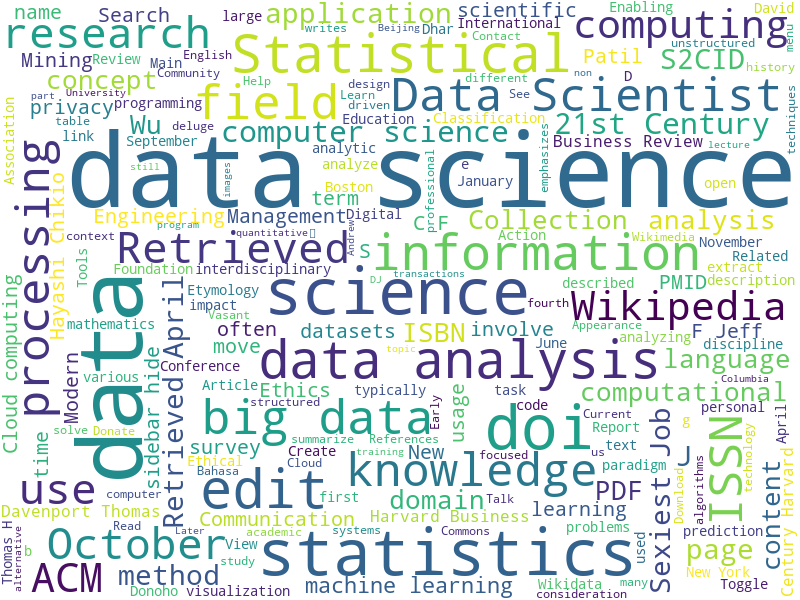 large
International
Enabling
David
name
Search
application
scientific
computing
menu
research
writes
Beijing
Dhar
unstructured
Mining
Review
Main
Statistical
Contact
Patil
S2CID
history
English
Community
Help
design
different
non
D
concept
part
University
field
Learn
driven
Data Scientist
techniques
privacy
programming
Association
table
Wu
deluge
Education
Classification
See
link
September
computer science
21st Century
analytic
emphasizes
Business Review
lecture
data science
still
images
term
analyze
professional
e
Boston
January
open
processing
Engineering
Management
Digital
C F
Collection
analysis
context
program
quantitative
Andrew
Action
Wikimedia
November
Hayashi Chikio
Retrieved
S
information
Related
Tools
Foundation
interdisciplinary
DJ
transactions
described
PMID
extract
description
Cloud computing
data
Etymology
science
fourth
Wikipedia
mathematics
impact
Vasant
often
datasets
ISBN
involve
Appearance
analyzing
F Jeff
discipline
Modern
sidebar hide
Retrieved April
move
June
topic
various
Conference
data analysis
language
Columbia
Article
Ethics
typically
task
computational
time
structured
big data
Early
usage
code
Current
personal
g
April
solve
Donate
summarize
References
doi
focused
us
Report
survey
Create
training
New
text
J
ISSN
technology
Ethical
Cloud
Bahasa
knowledge
paradigm
Sexiest Job
algorithms
content
computer
use
edit
first
Talk
PDF
Download
Century Harvard
Davenport Thomas
domain
learning
b
Communication
Harvard Business
problems
prediction
Read
Later
academic
systems
Commons
used
Thomas H
October
View
statistics
page
alternative
study
many
New York
ACM
method
machine learning
Wikidata
Toggle
Donoho
visualization
consideration